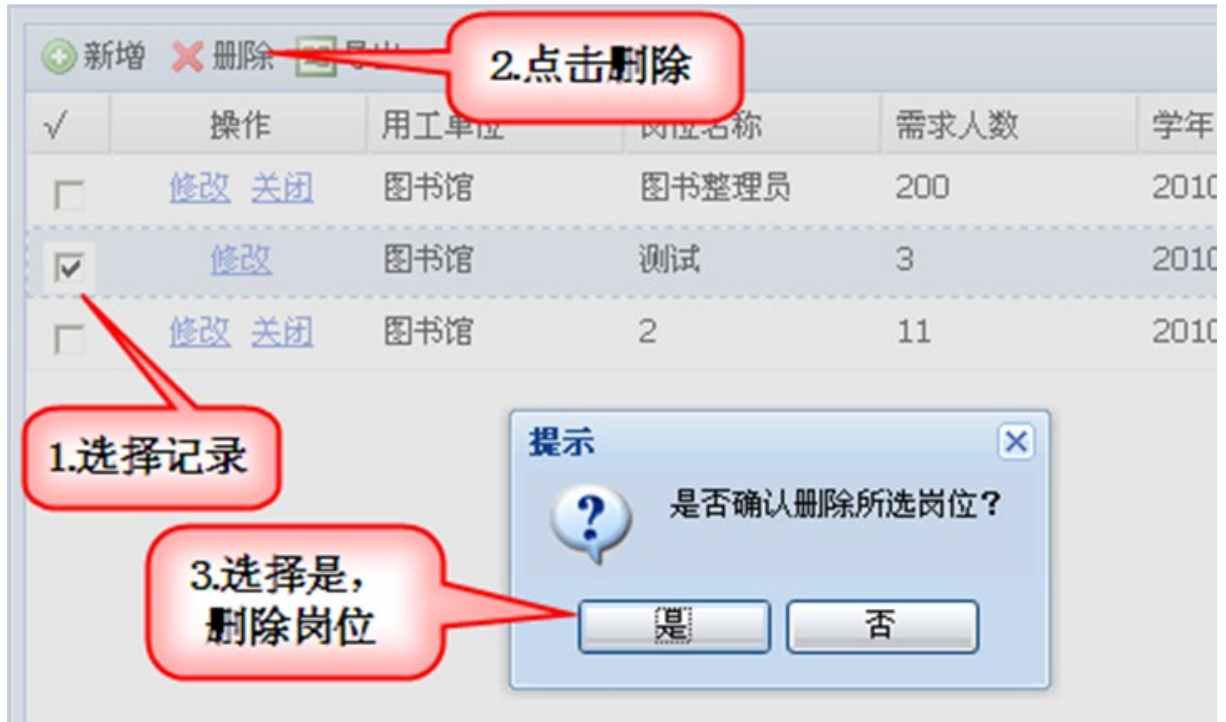 新增 删除 导出
2.点击删除
√ 操作 用工单位 岗位名称 需求人数 学年
修改 关闭 图书馆 图书整理员 200 2010
修改 图书馆 测试 3 2010
修改 关闭 图书馆 2 11 2010
1.选择记录
提示
是否确认删除所选岗位？
3.选择是，
删除岗位
是 否